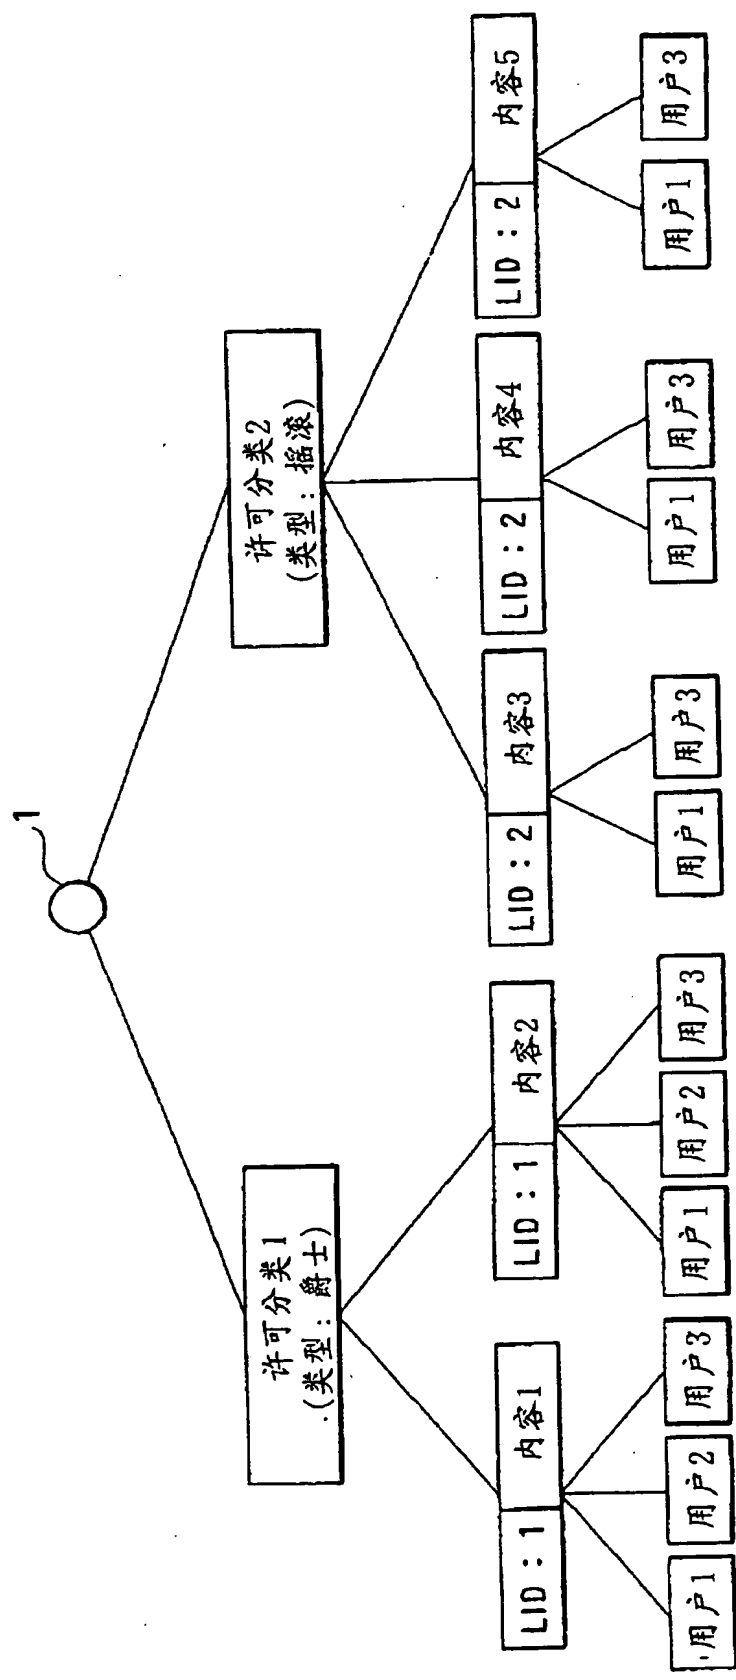 1
许可分类1
(类型：爵士)
许可分类2
(类型：摇滚)
LID：1 内容1
LID：1 内容2
LID：2 内容3
LID：2 内容4
LID：2 内容5
用户1
用户2
用户3
用户1
用户2
用户3
用户1
用户3
用户1
用户3
用户1
用户3